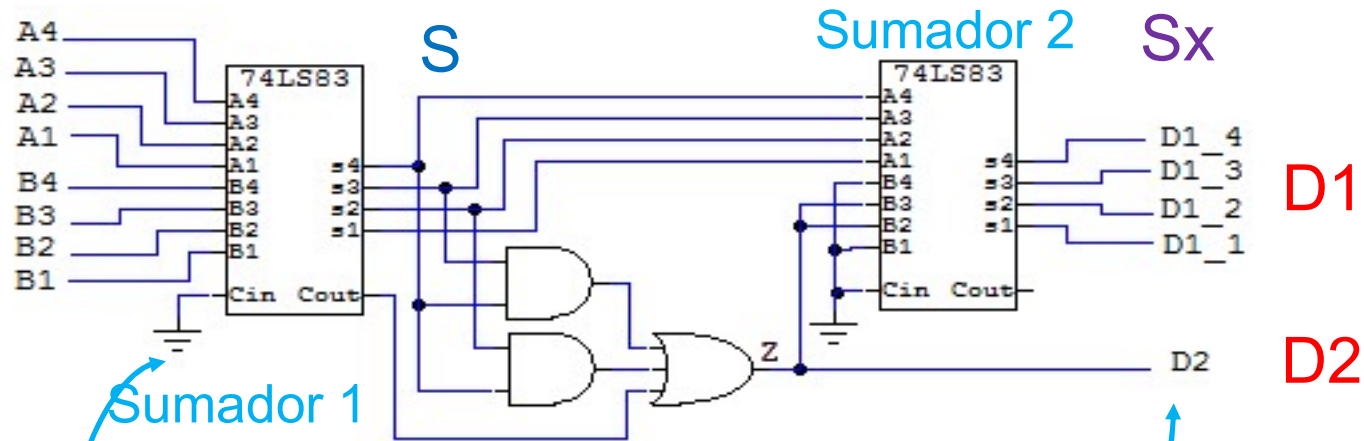 A4
A3
A2
A1
B4
B3
B2
B1
74LS83
A4
A3
A2
A1
B4
B3
B2
B1
Cin
s4
s3
s2
s1
Cout
Sumador 1
S
Z
Sumador 2
74LS83
A4
A3
A2
A1
B4
B3
B2
B1
Cin
s4
s3
s2
s1
Cout
Sx
D1_4
D1_3
D1_2
D1_1
D1
D2
D2